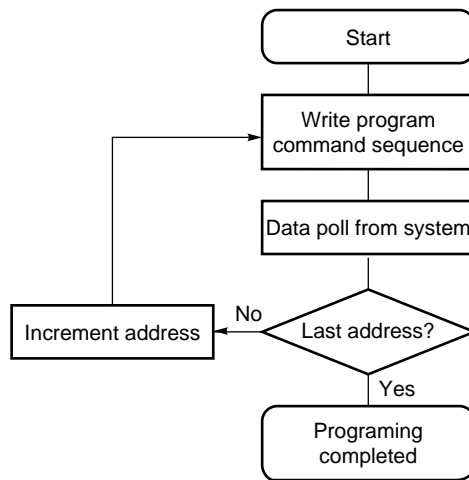 Start
Write program
command sequence
Data poll from system
No
Increment address
Last address?
Yes
Programing
completed